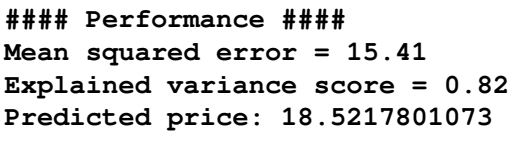 #### Performance ####
Mean squared error = 15.41
Explained variance score = 0.82
Predicted price: 18.5217801073